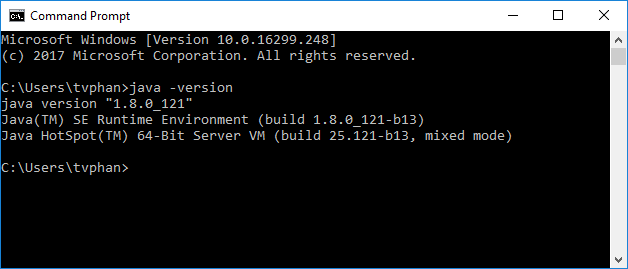 Command Prompt
Microsoft Windows [Version 10.0.16299.248]
(c) 2017 Microsoft Corporation. All rights reserved.
C:\Users\tvphan>java -version
java version "1.8.0_121"
Java(TM) SE Runtime Environment (build 1.8.0_121-b13)
Java HotSpot(TM) 64-Bit Server VM (build 25.121-b13, mixed mode)
C:\Users\tvphan>